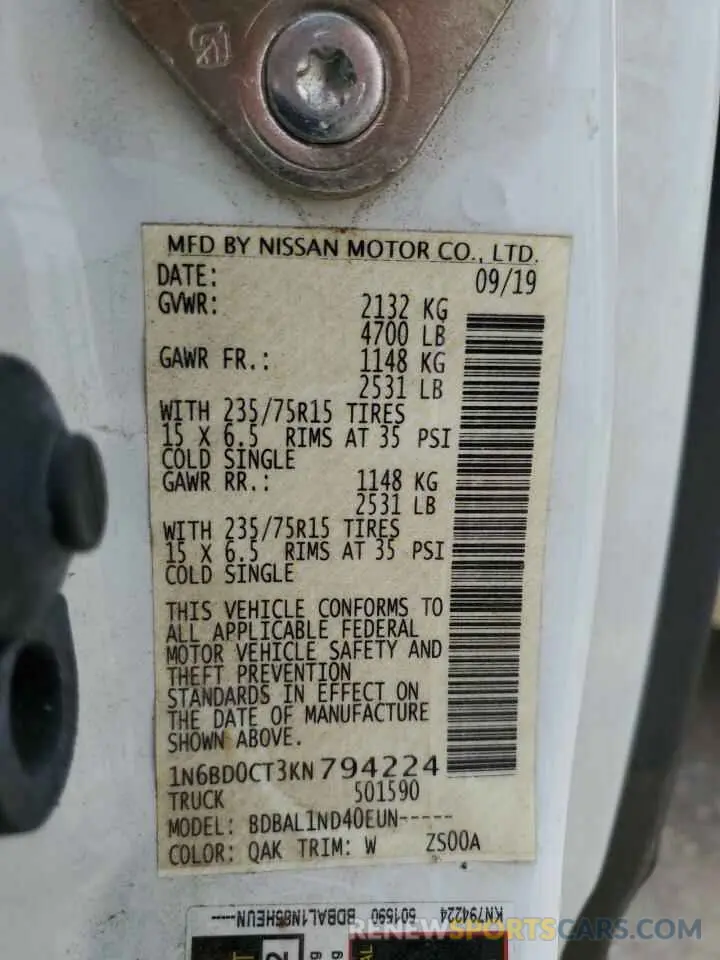 MFD BY NISSAN MOTOR CO., LTD.
DATE: 09/19
GVWR: 2132 KG
4700 LB
GAWR FR.: 1148 KG
2531 LB
WITH 235/75R15 TIRES
15 X 6.5 RIMS AT 35 PSI
COLD SINGLE
GAWR RR.: 1148 KG
2531 LB
WITH 235/75R15 TIRES
15 X 6.5 RIMS AT 35 PSI
COLD SINGLE
THIS VEHICLE CONFORMS TO
ALL APPLICABLE FEDERAL
MOTOR VEHICLE SAFETY AND
THEFT PREVENTION
STANDARDS IN EFFECT ON
THE DATE OF MANUFACTURE
SHOWN ABOVE.
1N6BD0CT3KN794224
TRUCK 501590
MODEL: BDBAL1ND40EUN-----
COLOR: QAK TRIM: W ZS00A
KN794224 501590 BDBAL1N86HEUN-----
RENEWSPORTSCARS.COM